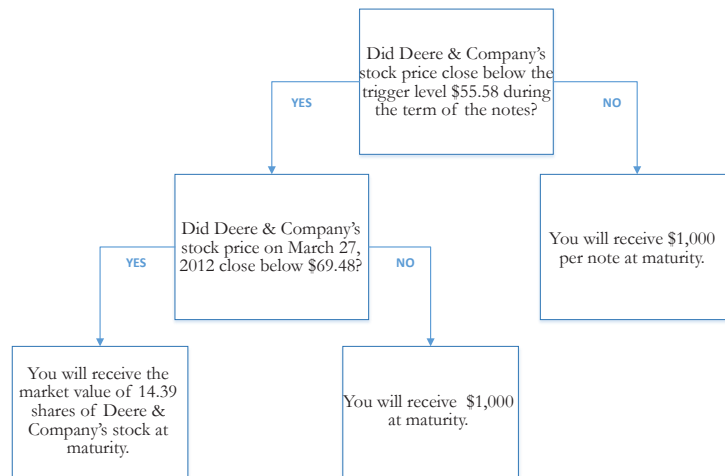 Did Deere & Company's
stock price close below the
trigger level $55.58 during
the term of the notes?
YES
NO
Did Deere & Company's
stock price on March 27,
2012 close below $69.48?
You will receive $1,000
per note at maturity.
YES
NO
You will receive the
market value of 14.39
shares of Deere &
Company's stock at
maturity.
You will receive $1,000
at maturity.